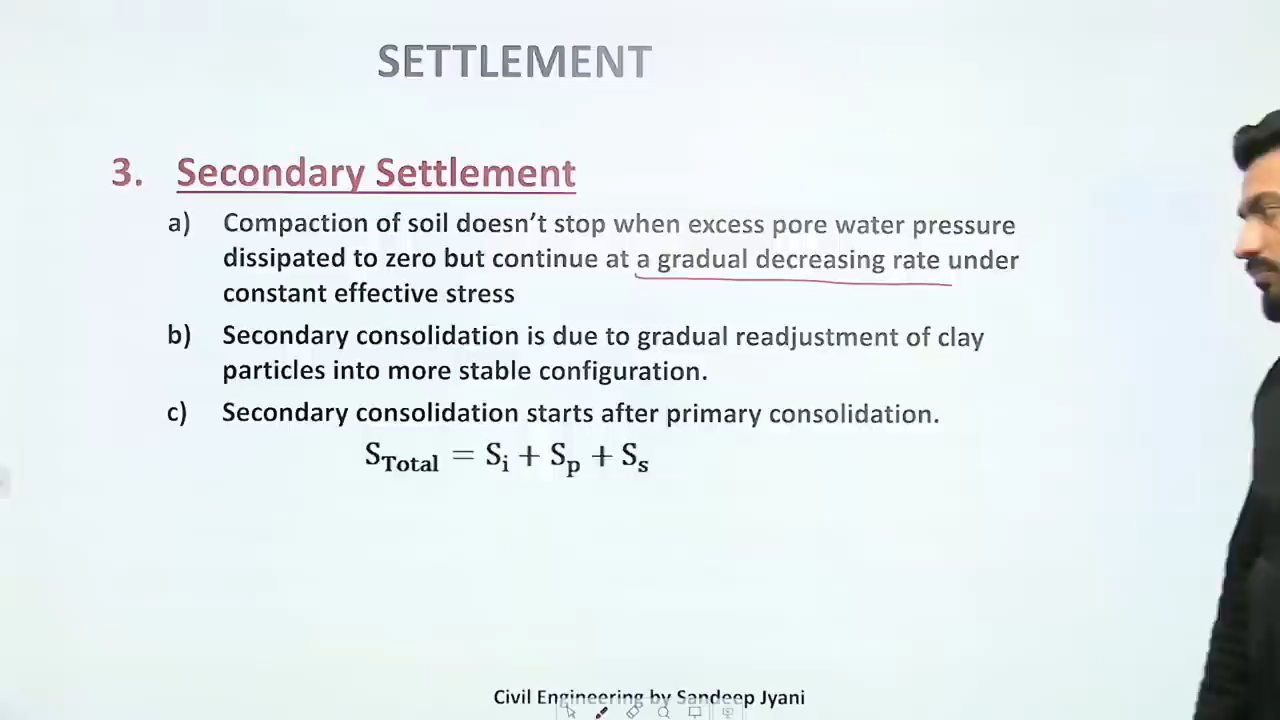 SETTLEMENT
3. Secondary Settlement
a) Compaction of soil doesn’t stop when excess pore water pressure
dissipated to zero but continue at a gradual decreasing rate under
constant effective stress
b) Secondary consolidation is due to gradual readjustment of clay
particles into more stable configuration.
c) Secondary consolidation starts after primary consolidation.
S_Total = S_i + S_p + S_s
Civil Engineering by Sandeep Jyani